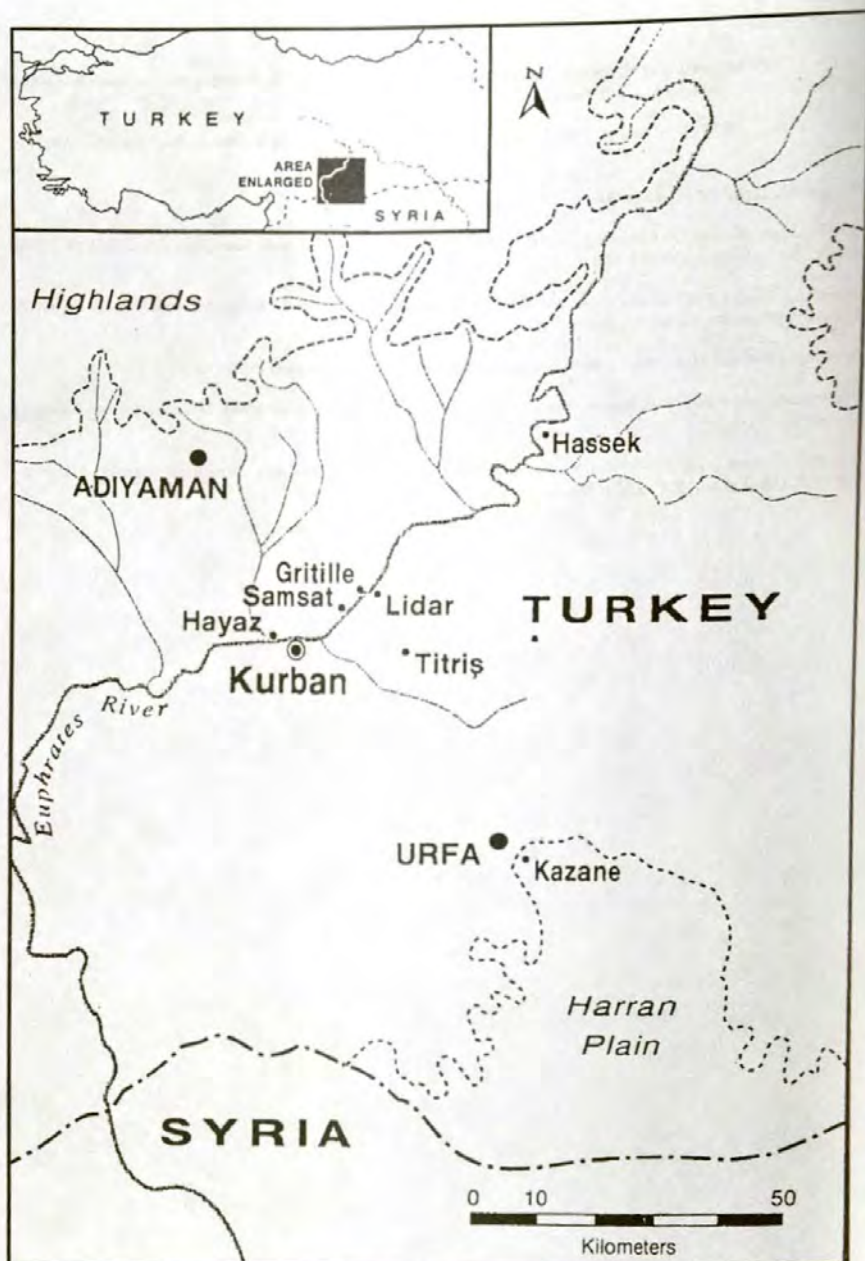 TURKEY
AREA
ENLARGED
SYRIA
N
Highlands
ADIYAMAN
Hassek
Gritille
Samsat
Lidar
Hayaz
Kurban
Titriş
TURKEY
Euphrates River
URFA
Kazane
Harran
Plain
SYRIA
0 10 50
Kilometers